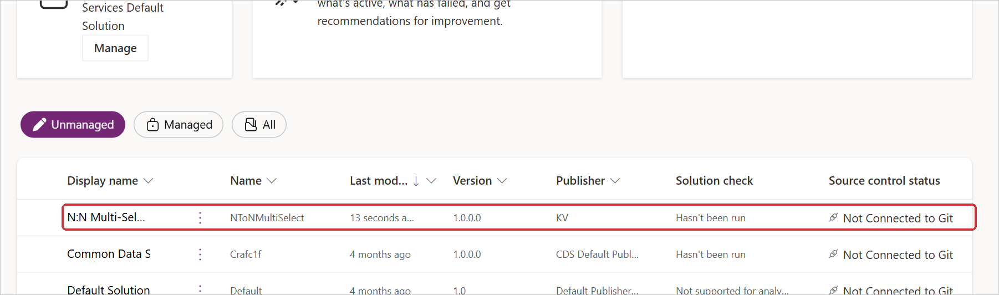 Services Default
Solution
Manage
what's active, what has failed, and get
recommendations for improvement.
Unmanaged
Managed
All
Display name Name Last mod... Version Publisher Solution check Source control status
N:N Multi-Sel... NToNMultiSelect 13 seconds a... 1.0.0.0 KV Hasn't been run Not Connected to Git
Common Data S Crafc1f 4 months ago 1.0.0.0 CDS Default Publ... Hasn't been run Not Connected to Git
Default Solution Default 4 months ago 1.0 Default Publisher... Not supported for analy... Not Connected to Git